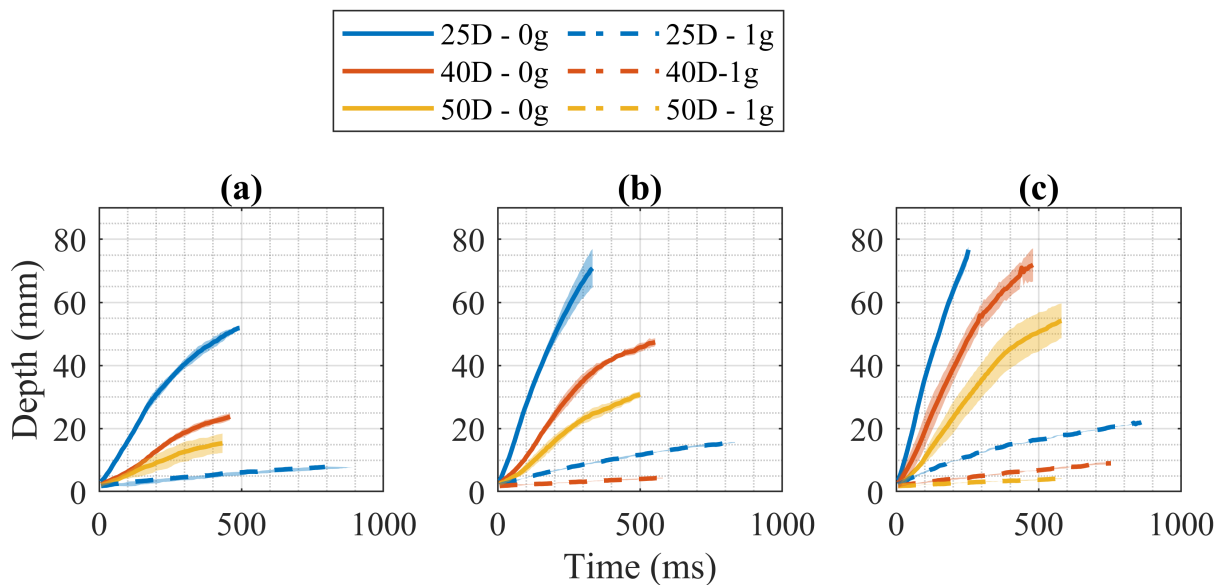 25D - 0g 25D - 1g
40D - 0g 40D-1g
50D - 0g 50D - 1g
(a) (b) (c)
80 80 80
60 60 60
40 40 40
20 20 20
0 0 0
0 500 1000 0 500 1000 0 500 1000
Depth (mm)
Time (ms)